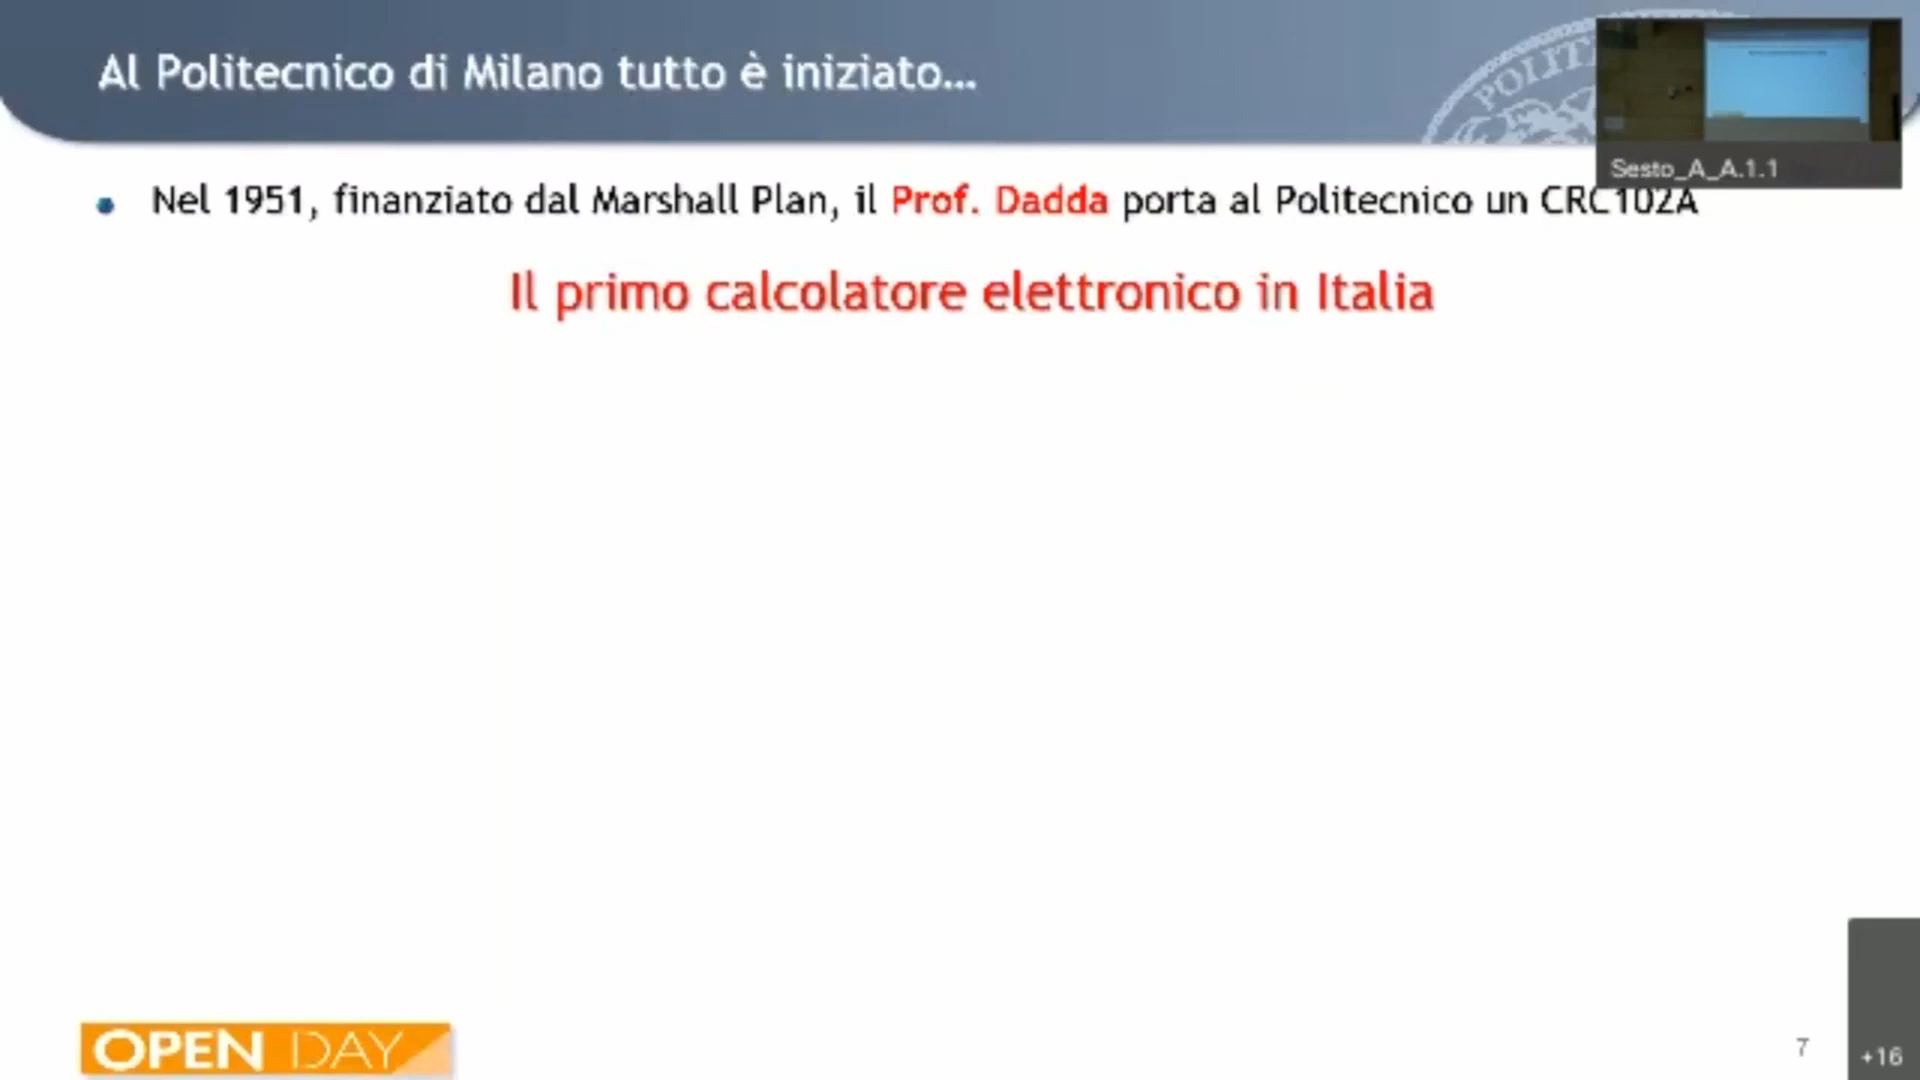 Al Politecnico di Milano tutto è iniziato...
POLIT
Sesto_A_A.1.1
Nel 1951, finanziato dal Marshall Plan, il Prof. Dadda porta al Politecnico un CRC102A
Il primo calcolatore elettronico in Italia
OPEN DAY
7
+16